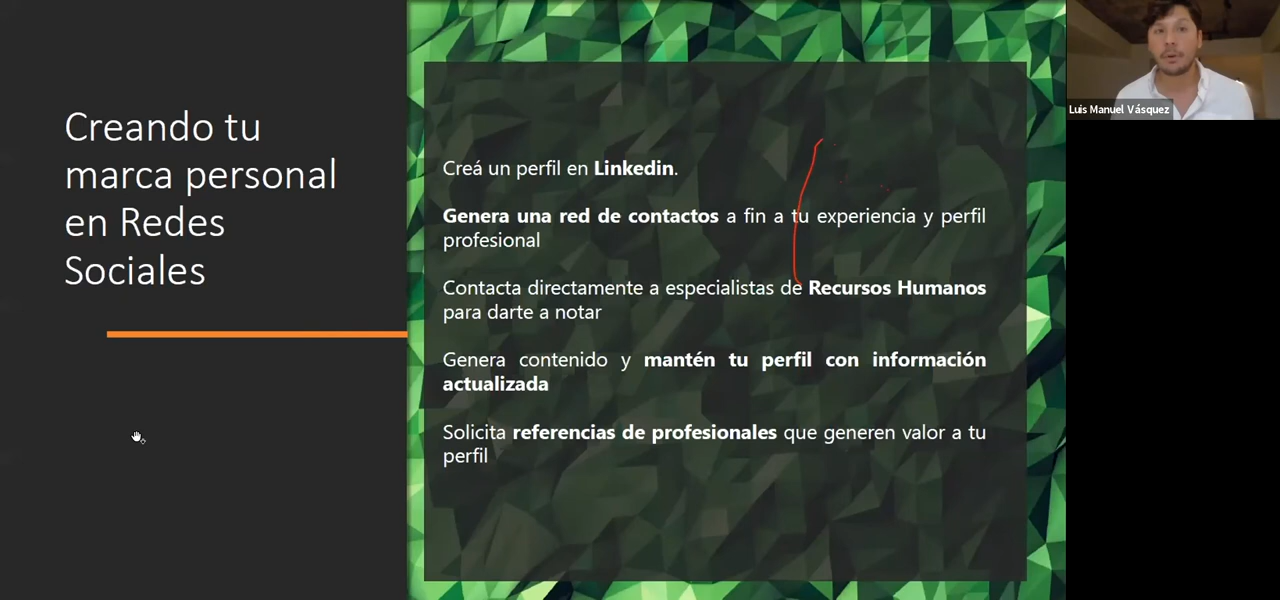 Creando tu
marca personal
en Redes
Sociales
Creá un perfil en Linkedin.
Genera una red de contactos a fin a tu experiencia y perfil
profesional
Contacta directamente a especialistas de Recursos Humanos
para darte a notar
Genera contenido y mantén tu perfil con información
actualizada
Solicita referencias de profesionales que generen valor a tu
perfil
Luis Manuel Vásquez